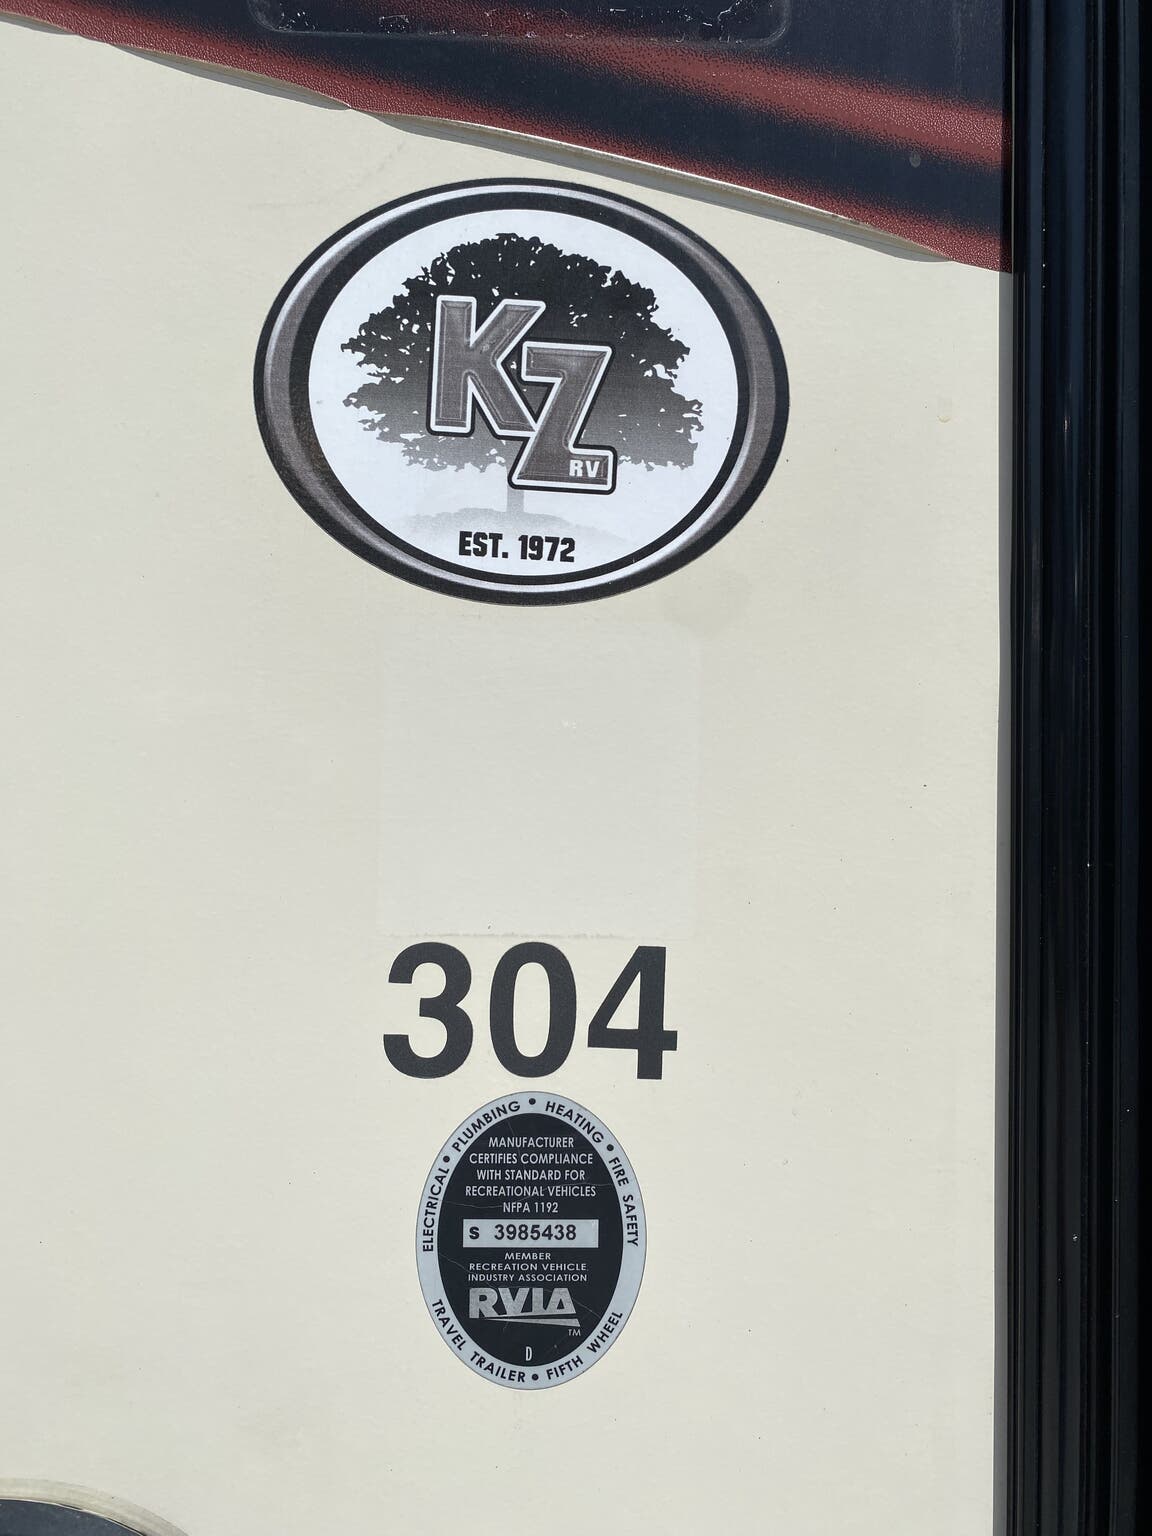 KZ
RV
EST. 1972
304
ELECTRICAL • PLUMBING • HEATING • FIRE SAFETY
MANUFACTURER
CERTIFIES COMPLIANCE
WITH STANDARD FOR
RECREATIONAL VEHICLES
NFPA 1192
S 3985438
MEMBER
RECREATION VEHICLE
INDUSTRY ASSOCIATION
RVIA
TM
D
TRAVEL TRAILER • FIFTH WHEEL